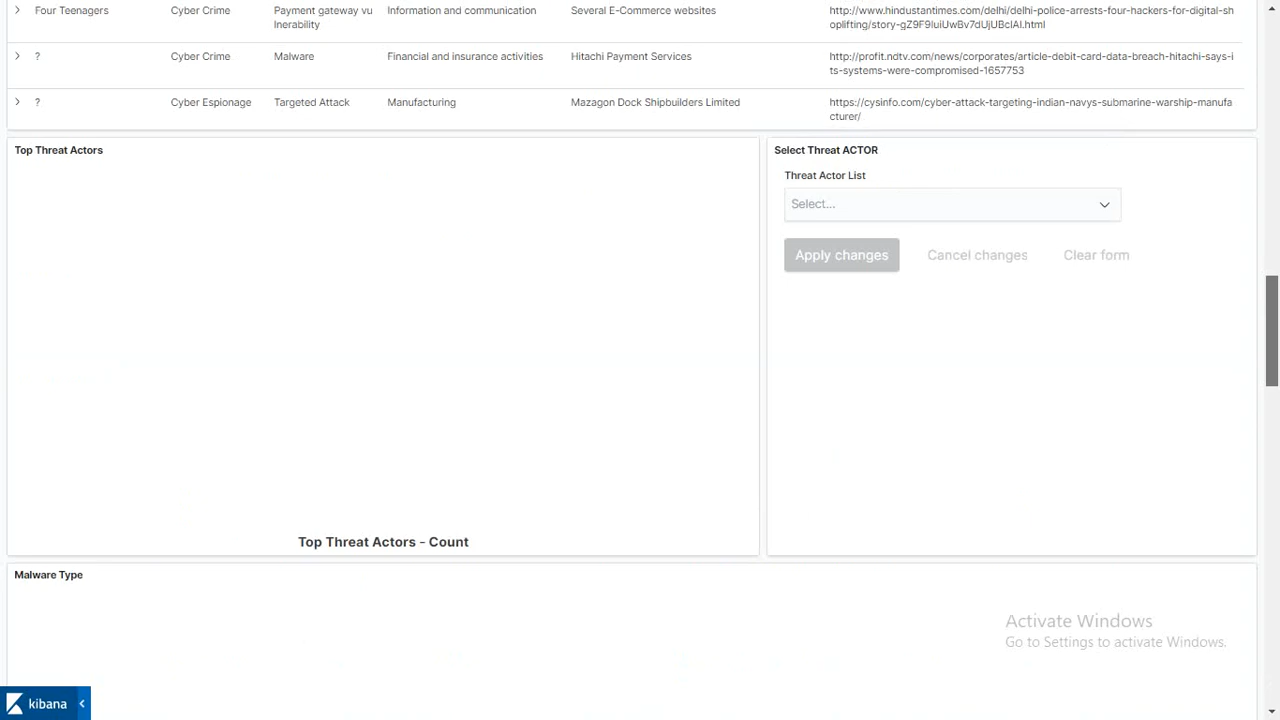 Four Teenagers Cyber Crime Payment gateway vu Information and communication Several E-Commerce websites http://www.hindustantimes.com/delhi/delhi-police-arrests-four-hackers-for-digital-sh
lnerability oplifting/story-gZ9F9IuiUwBv7dUjUBcIAI.html
? Cyber Crime Malware Financial and insurance activities Hitachi Payment Services http://profit.ndtv.com/news/corporates/article-debit-card-data-breach-hitachi-says-i
ts-systems-were-compromised-1657753
? Cyber Espionage Targeted Attack Manufacturing Mazagon Dock Shipbuilders Limited https://cysinfo.com/cyber-attack-targeting-indian-navys-submarine-warship-manufa
cturer/
Top Threat Actors
Select Threat ACTOR
Threat Actor List
Select...
Apply changes Cancel changes Clear form
Top Threat Actors - Count
Malware Type
Activate Windows
Go to Settings to activate Windows.
kibana